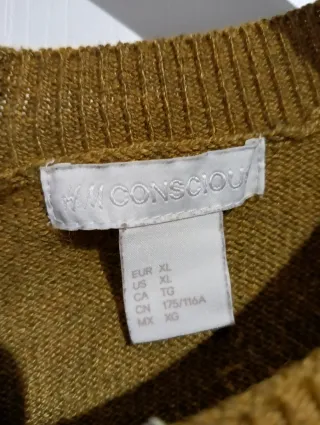 CONSCIOU
EUR XL
US XL
CA TG
CN 175/116A
MX XG